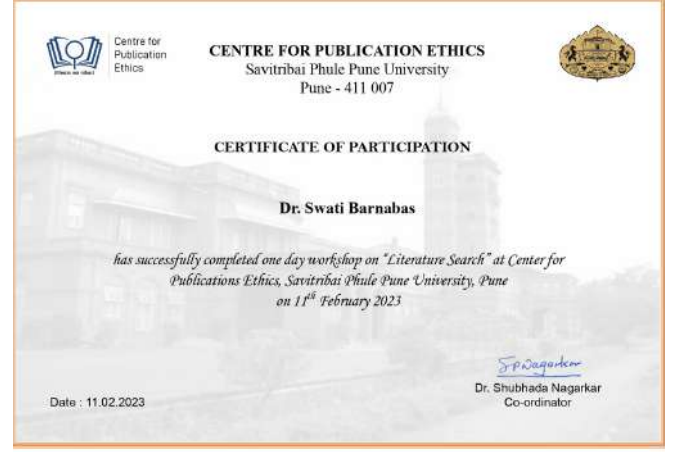 Centre for
Publication
Ethics
CENTRE FOR PUBLICATION ETHICS
Savitribai Phule Pune University
Pune - 411 007
CERTIFICATE OF PARTICIPATION
Dr. Swati Barnabas
has successfully completed one day workshop on “Literature Search” at Center for
Publications Ethics, Savitribai Phule Pune University, Pune
on 11th February 2023
SPNagarkar
Dr. Shubhada Nagarkar
Co-ordinator
Date : 11.02.2023